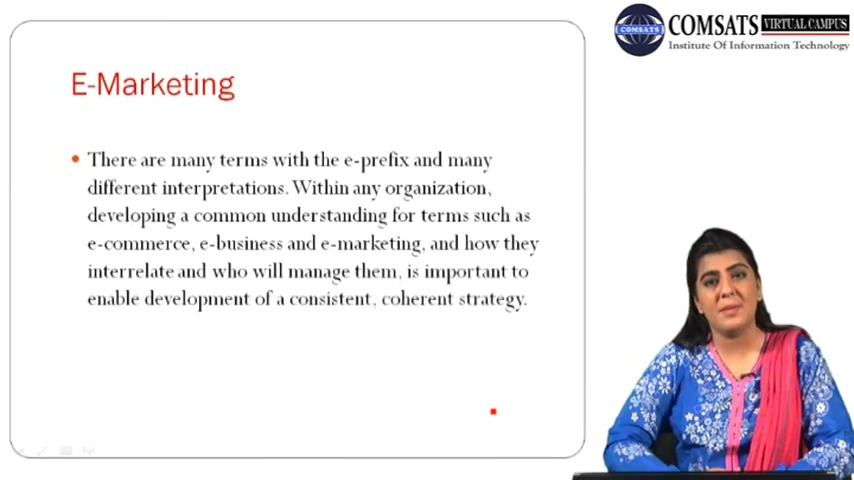 COMSATS
COMSATS VIRTUAL CAMPUS
Institute Of Information Technology
E-Marketing
• There are many terms with the e-prefix and many
different interpretations. Within any organization,
developing a common understanding for terms such as
e-commerce, e-business and e-marketing, and how they
interrelate and who will manage them, is important to
enable development of a consistent, coherent strategy.